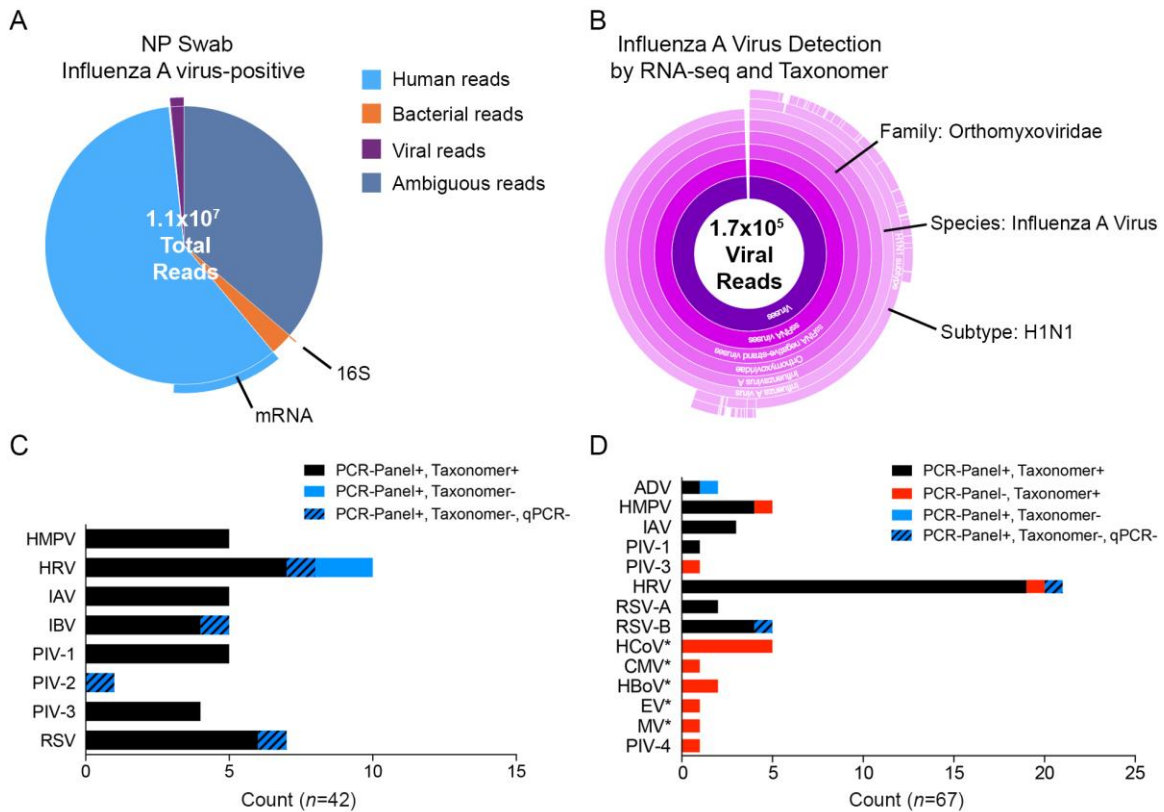 A
NP Swab
Influenza A virus-positive
Human reads
Bacterial reads
Viral reads
Ambiguous reads
1.1x10⁷
Total
Reads
16S
mRNA
B
Influenza A Virus Detection
by RNA-seq and Taxonomer
Family: Orthomyxoviridae
Species: Influenza A Virus
Subtype: H1N1
1.7x10⁵
Viral
Reads
Viruses
ssRNA viruses
ssRNA negative-strand viruses
Orthomyxoviridae
Influenzavirus A
Influenza A virus
H1N1 subtype
C
PCR-Panel+, Taxonomer+
PCR-Panel+, Taxonomer-
PCR-Panel+, Taxonomer-, qPCR-
HMPV
HRV
IAV
IBV
PIV-1
PIV-2
PIV-3
RSV
0 5 10 15
Count (n=42)
D
PCR-Panel+, Taxonomer+
PCR-Panel-, Taxonomer+
PCR-Panel+, Taxonomer-
PCR-Panel+, Taxonomer-, qPCR-
ADV
HMPV
IAV
PIV-1
PIV-3
HRV
RSV-A
RSV-B
HCoV*
CMV*
HBoV*
EV*
MV*
PIV-4
0 5 10 15 20 25
Count (n=67)